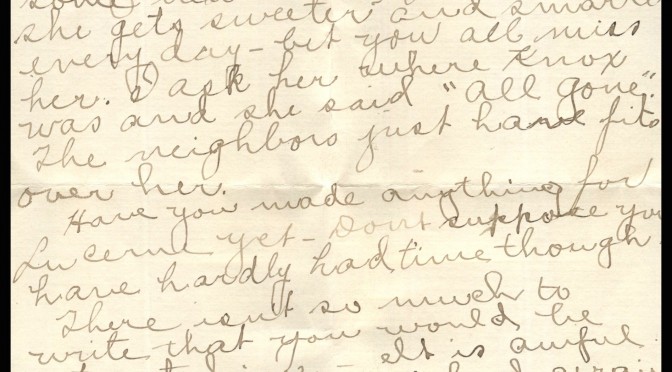 she gets sweeter and smarter
every day - bet you all miss
her. I ask her where Knox
was and she said "all gone".
The neighbors just have fits
over her.
Have you made anything for
Lucerne yet - Dont suppose you
have hardly had time though
There isn't so much to
write that you would be
It is awful